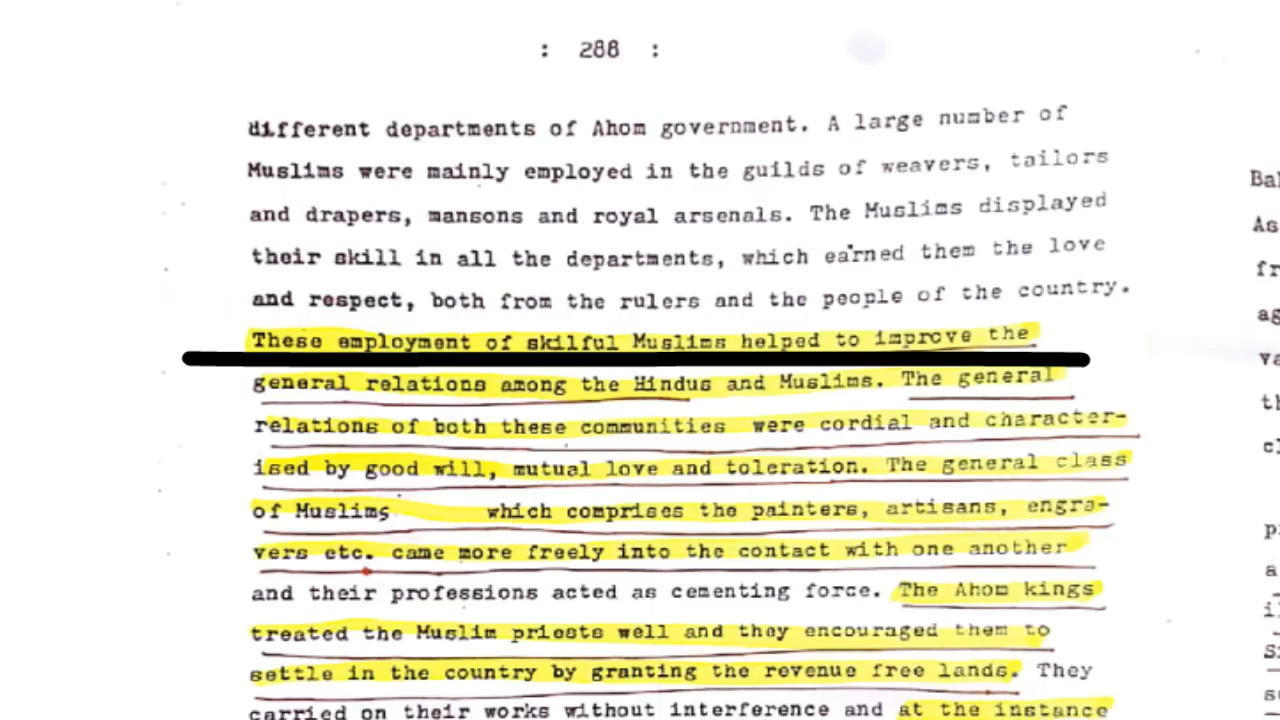 : 288 :
different departments of Ahom government. A large number of
Muslims were mainly employed in the guilds of weavers, tailors
and drapers, mansons and royal arsenals. The Muslims displayed
their skill in all the departments, which earned them the love
and respect, both from the rulers and the people of the country.
These employment of skilful Muslims helped to improve the
general relations among the Hindus and Muslims. The general
relations of both these communities were cordial and character-
ised by good will, mutual love and toleration. The general class
of Muslims which comprises the painters, artisans, engra-
vers etc. came more freely into the contact with one another
and their professions acted as cementing force. The Ahom kings
treated the Muslim priests well and they encouraged them to
settle in the country by granting the revenue free lands. They
carried on their works without interference and at the instance